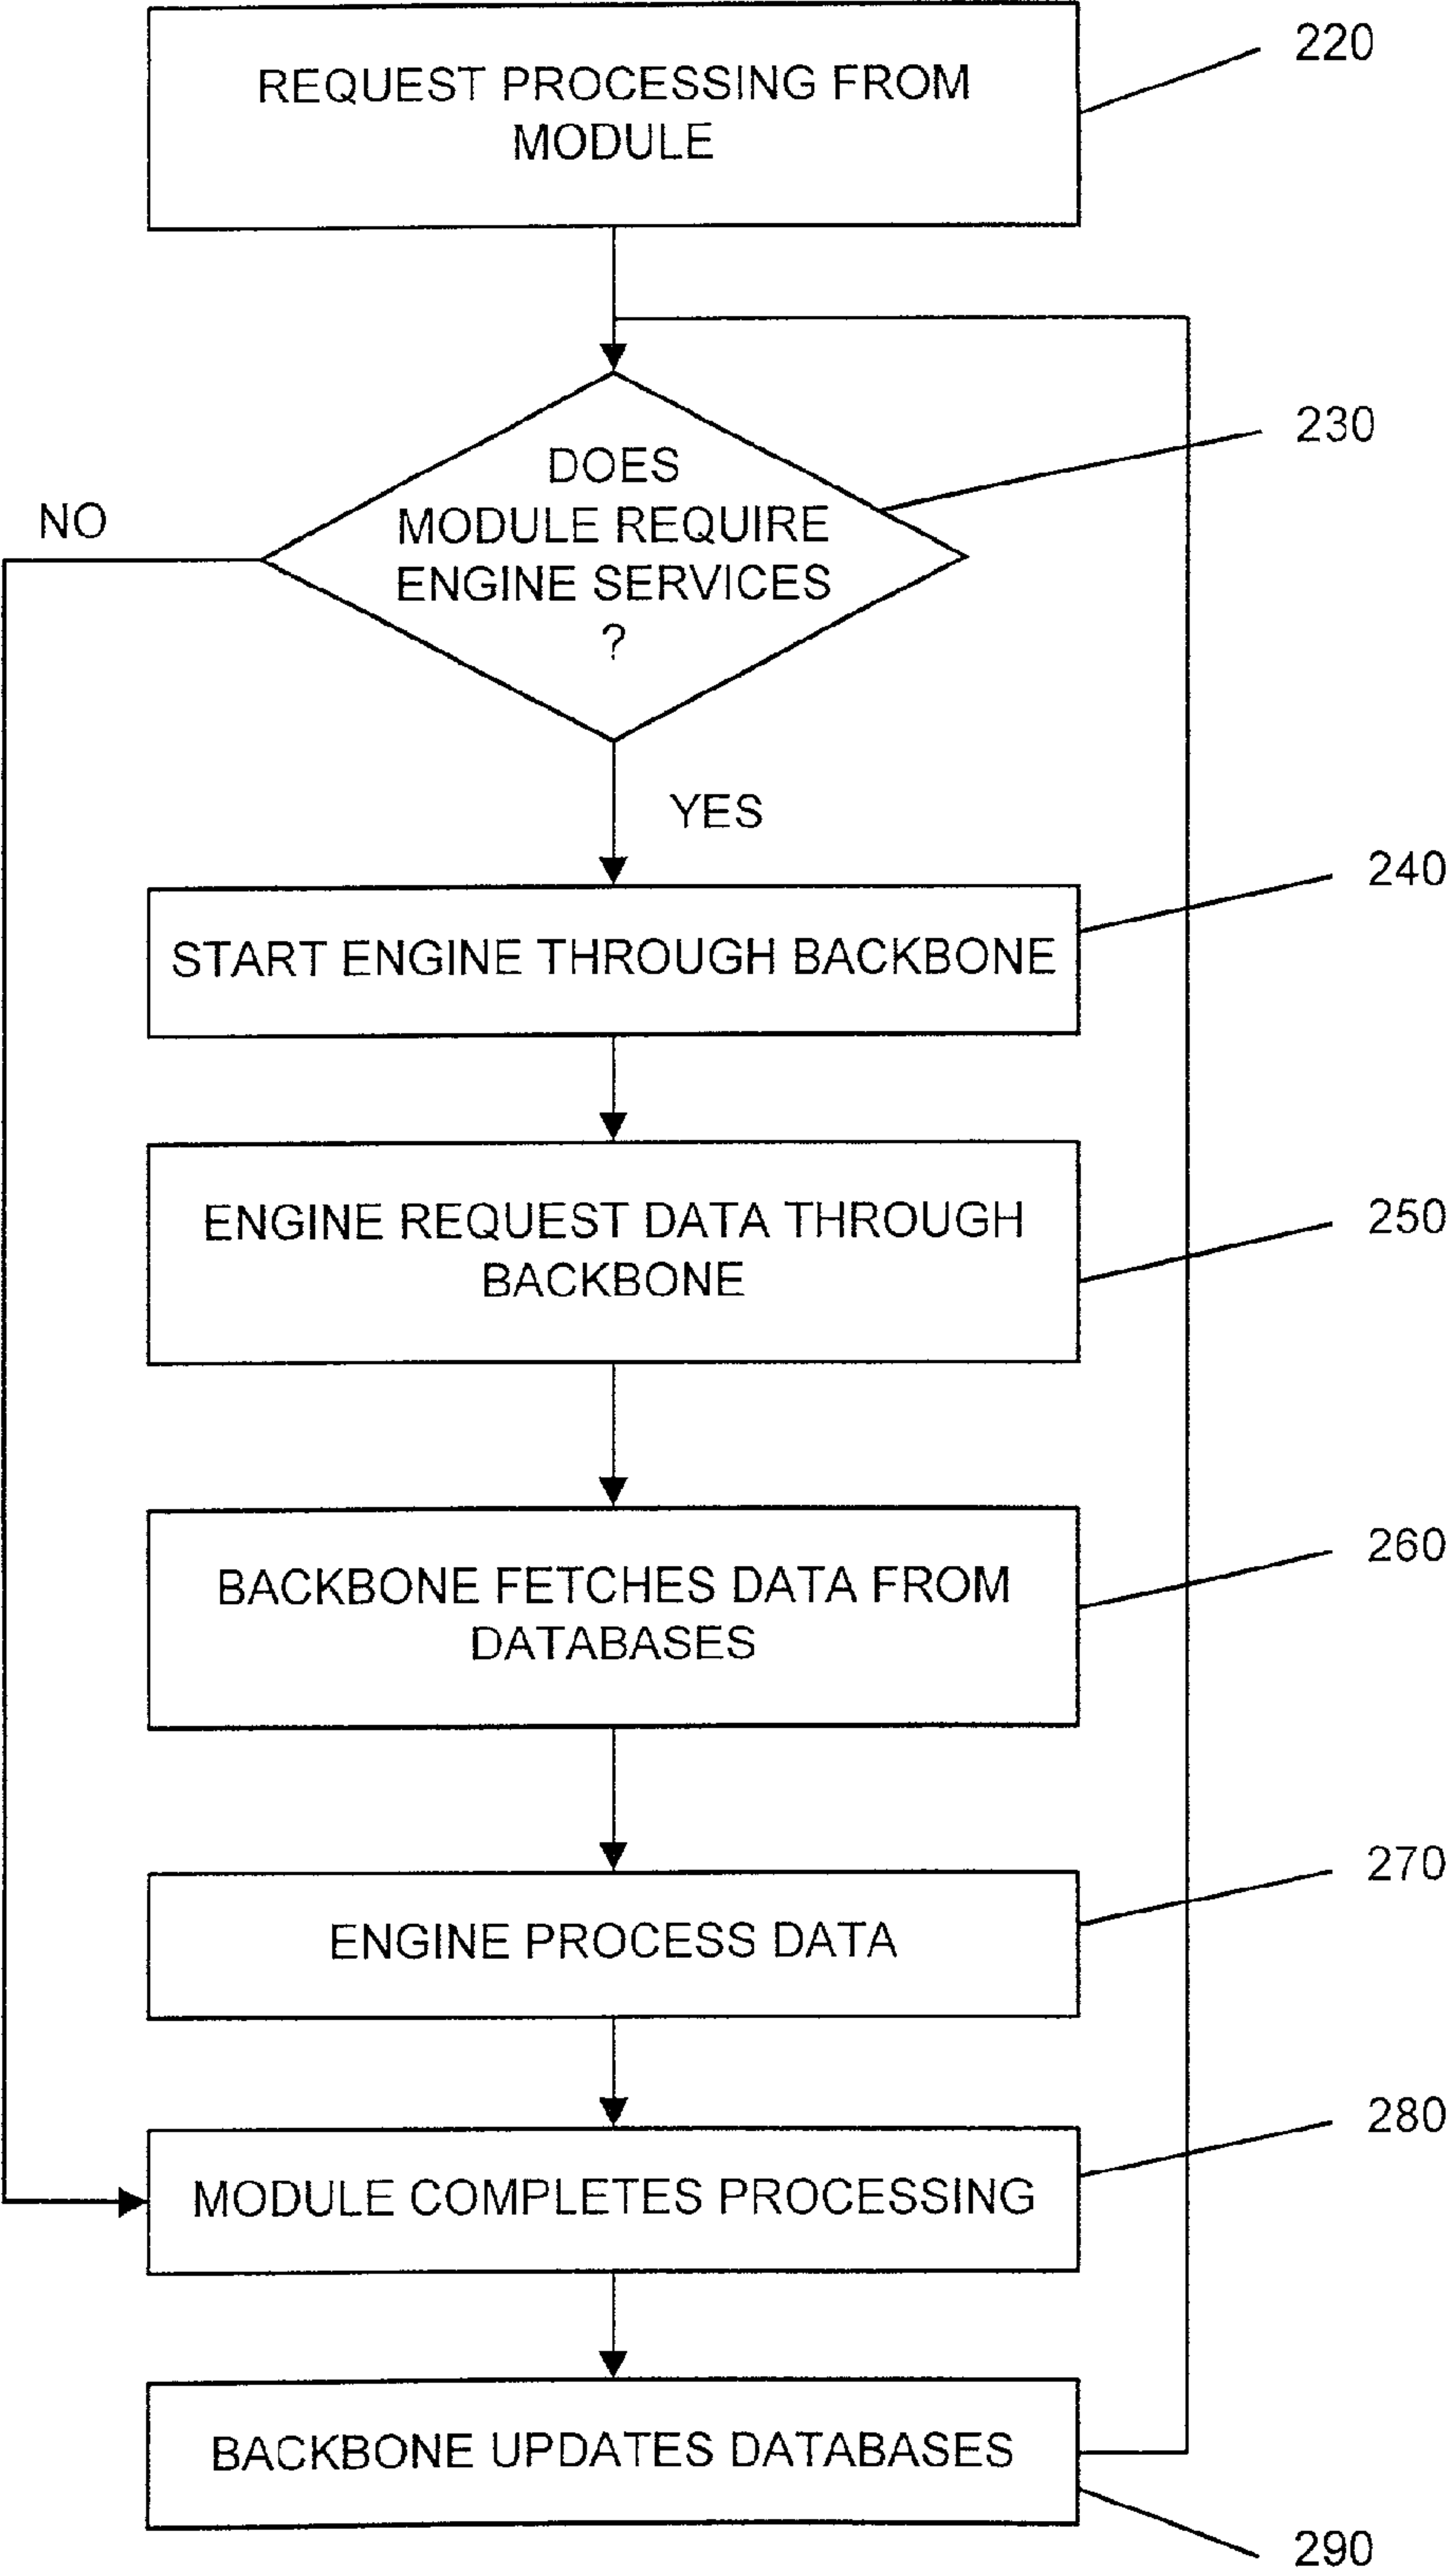 220
REQUEST PROCESSING FROM
MODULE
230
DOES
MODULE REQUIRE
ENGINE SERVICES
?
NO
YES
240
START ENGINE THROUGH BACKBONE
250
ENGINE REQUEST DATA THROUGH
BACKBONE
260
BACKBONE FETCHES DATA FROM
DATABASES
270
ENGINE PROCESS DATA
280
MODULE COMPLETES PROCESSING
BACKBONE UPDATES DATABASES
290